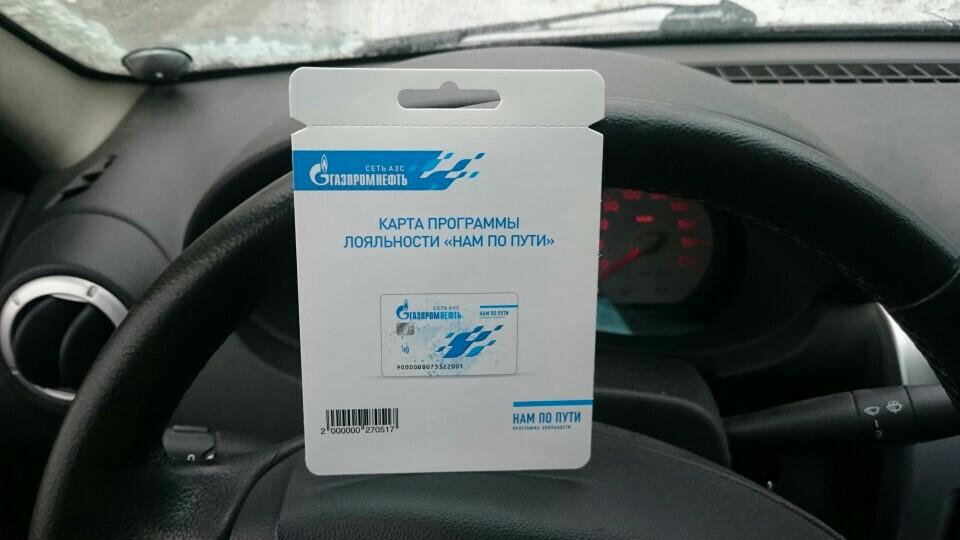 СЕТЬ АЗС
ГАЗПРОМНЕФТЬ
КАРТА ПРОГРАММЫ
ЛОЯЛЬНОСТИ «НАМ ПО ПУТИ»
СЕТЬ АЗС
ГАЗПРОМНЕФТЬ
НАМ ПО ПУТИ
9000008073322001
2 000000 270517
НАМ ПО ПУТИ
ПРОГРАММА ЛОЯЛЬНОСТИ